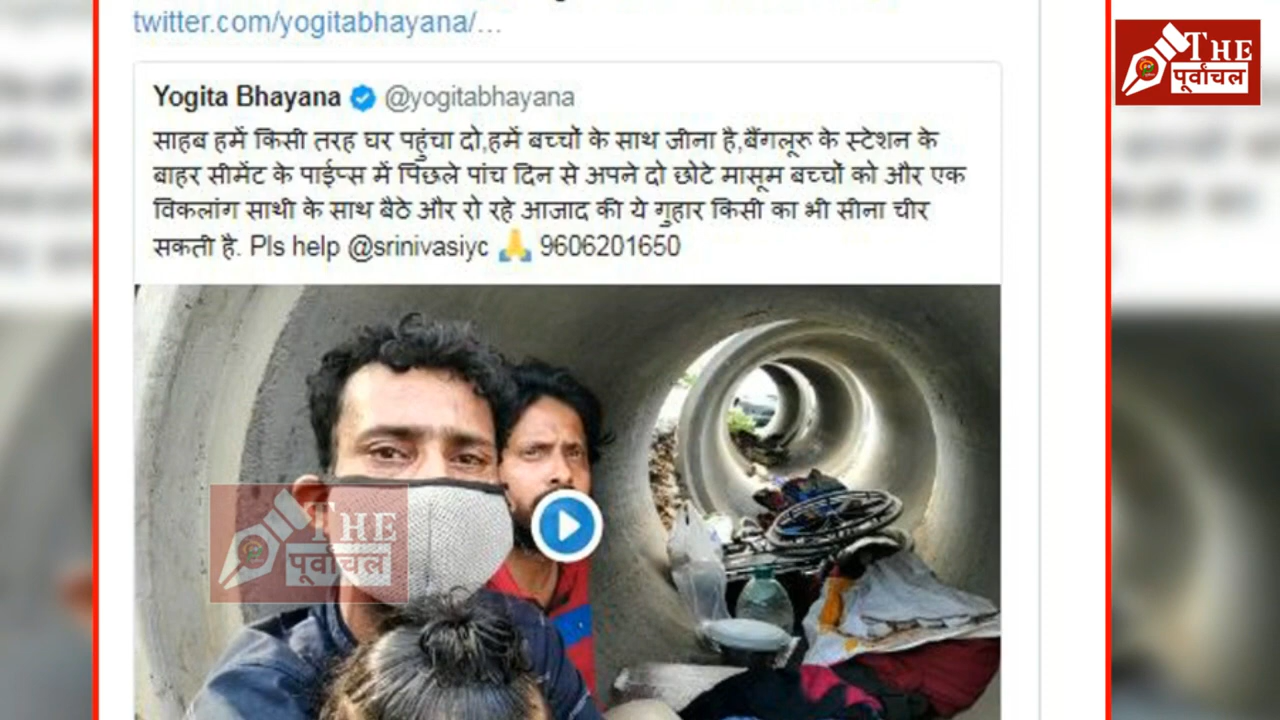 twitter.com/yogitabhayana/...
THE
पूर्वांचल
Yogita Bhayana @yogitabhayana
साहब हमें किसी तरह घर पहुंचा दो,हमें बच्चों के साथ जीना है,बैंगलूरू के स्टेशन के
बाहर सीमेंट के पाईप्स में पिछले पांच दिन से अपने दो छोटे मासूम बच्चों को और एक
विकलांग साथी के साथ बैठे और रो रहे आजाद की ये गुहार किसी का भी सीना चीर
सकती है. Pls help @srinivasiyc 🙏 9606201650
THE
पूर्वांचल